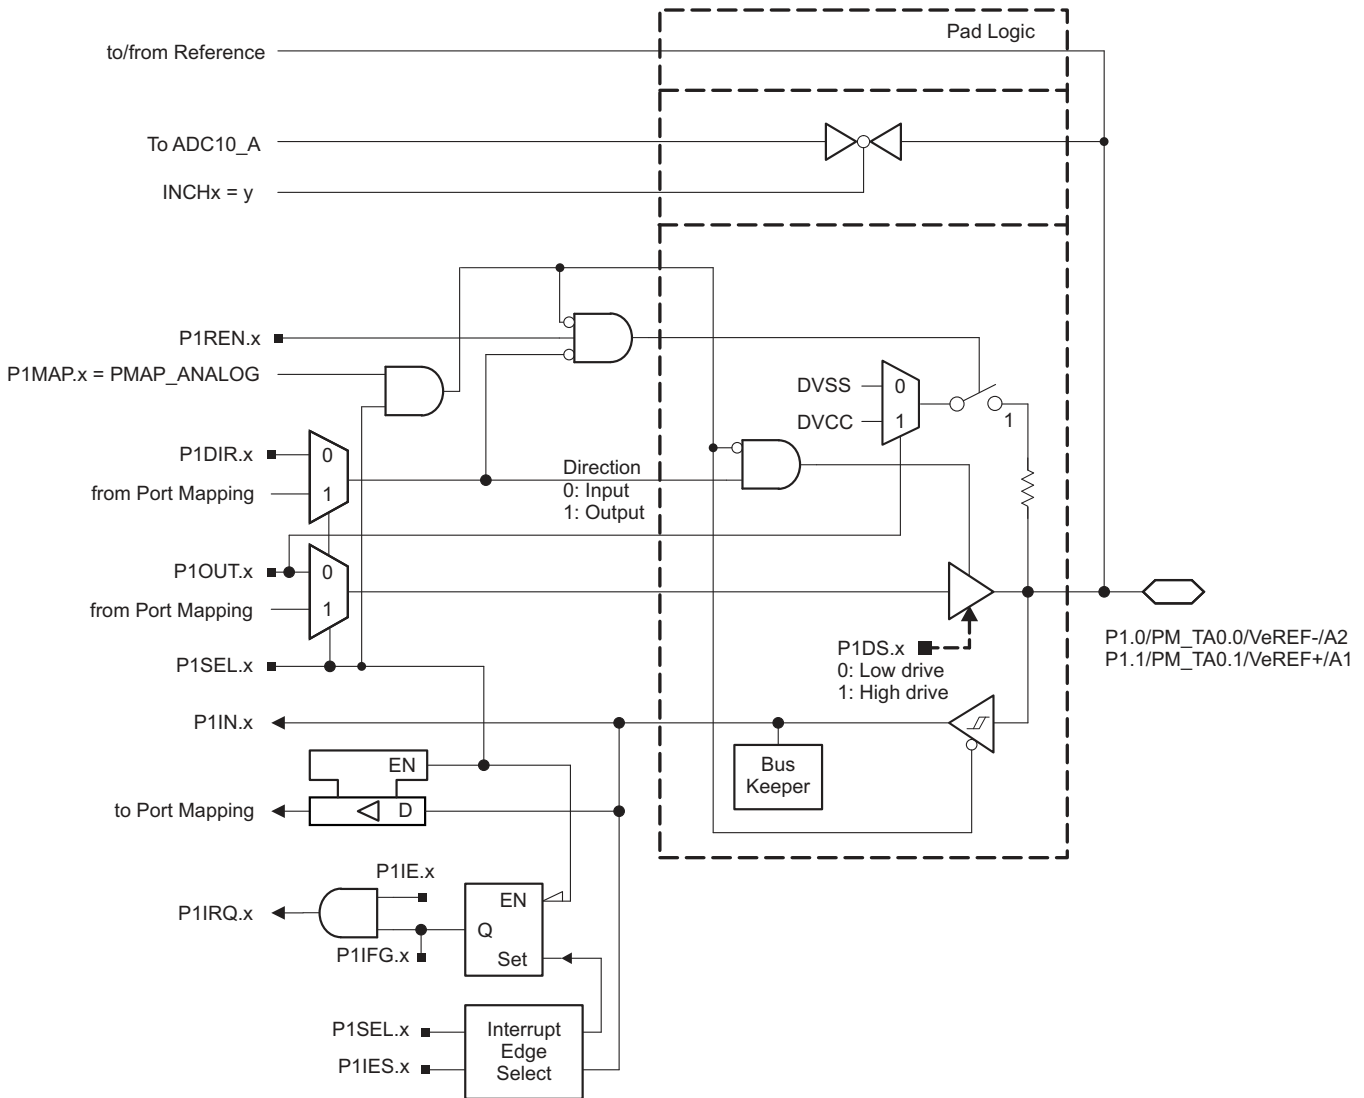 Pad Logic
to/from Reference
To ADC10_A
INCHx = y
P1REN.x
P1MAP.x = PMAP_ANALOG
DVSS
0
DVCC
1
1
P1DIR.x
0
from Port Mapping
1
Direction
0: Input
1: Output
P1OUT.x
0
from Port Mapping
1
P1.0/PM_TA0.0/VeREF-/A2
P1.1/PM_TA0.1/VeREF+/A1
P1DS.x
0: Low drive
1: High drive
P1SEL.x
P1IN.x
Bus
Keeper
EN
to Port Mapping
D
P1IE.x
P1IRQ.x
EN
Q
P1IFG.x
Set
P1SEL.x
P1IES.x
Interrupt
Edge
Select